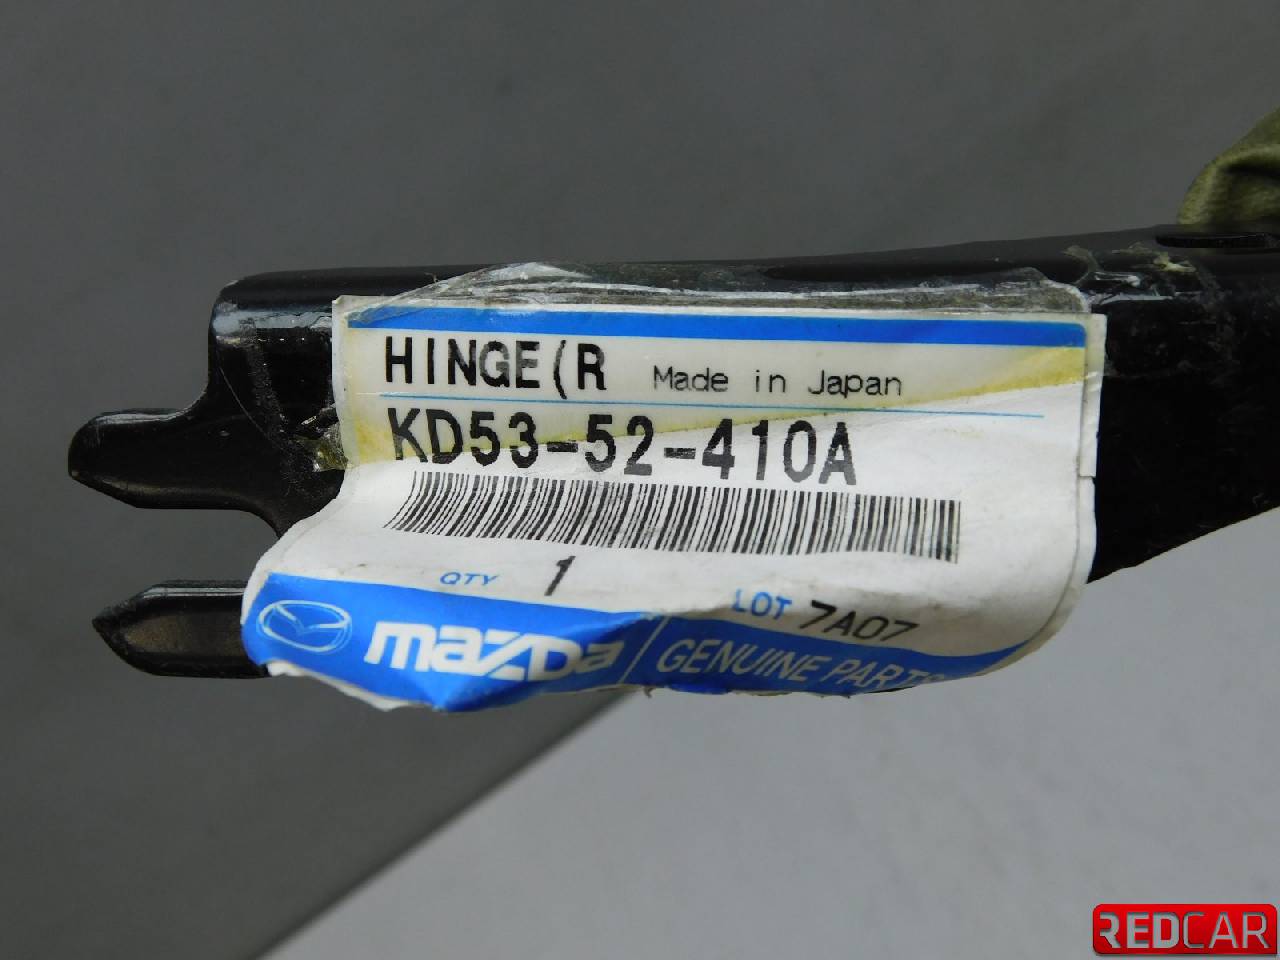 HINGE(R Made in Japan
KD53-52-410A
QTY 1
LOT 7A07
mazda GENUINE PARTS
REDCAR